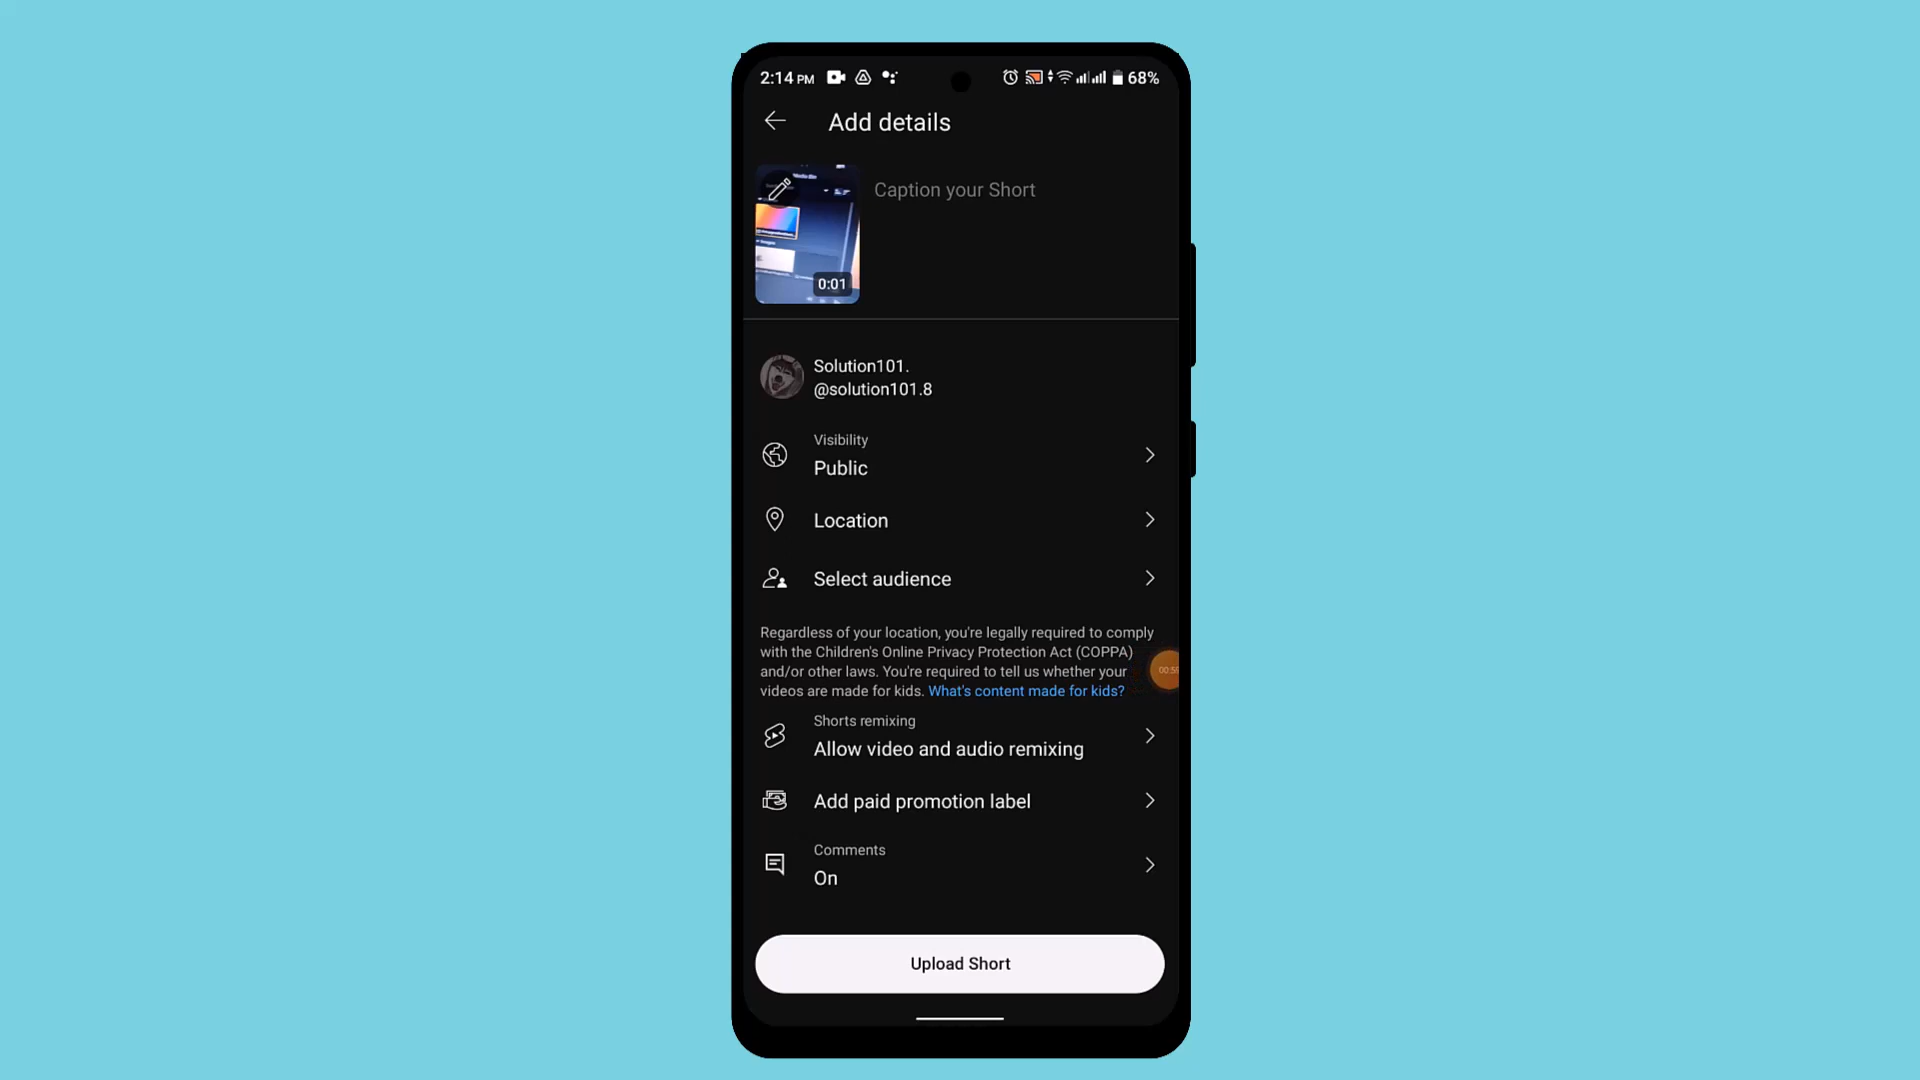 2:14 PM
68%
Add details
Caption your Short
0:01
Solution101.
@solution101.8
Visibility
Public
Location
Select audience
Regardless of your location, you're legally required to comply
with the Children's Online Privacy Protection Act (COPPA)
and/or other laws. You're required to tell us whether your
videos are made for kids. What's content made for kids?
Shorts remixing
Allow video and audio remixing
Add paid promotion label
Comments
On
Upload Short